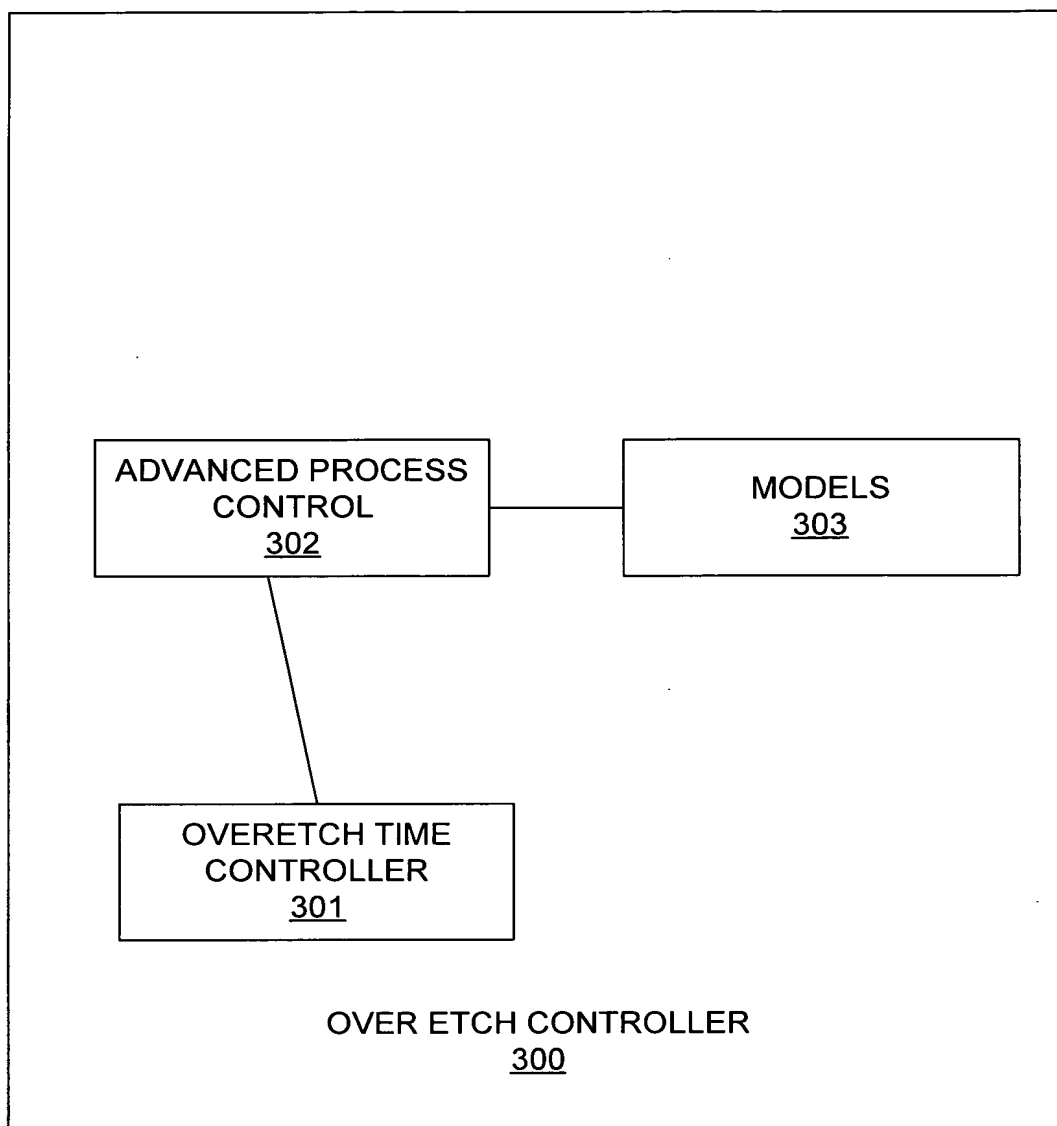 ADVANCED PROCESS
CONTROL
302
MODELS
303
OVERETCH TIME
CONTROLLER
301
OVER ETCH CONTROLLER
300